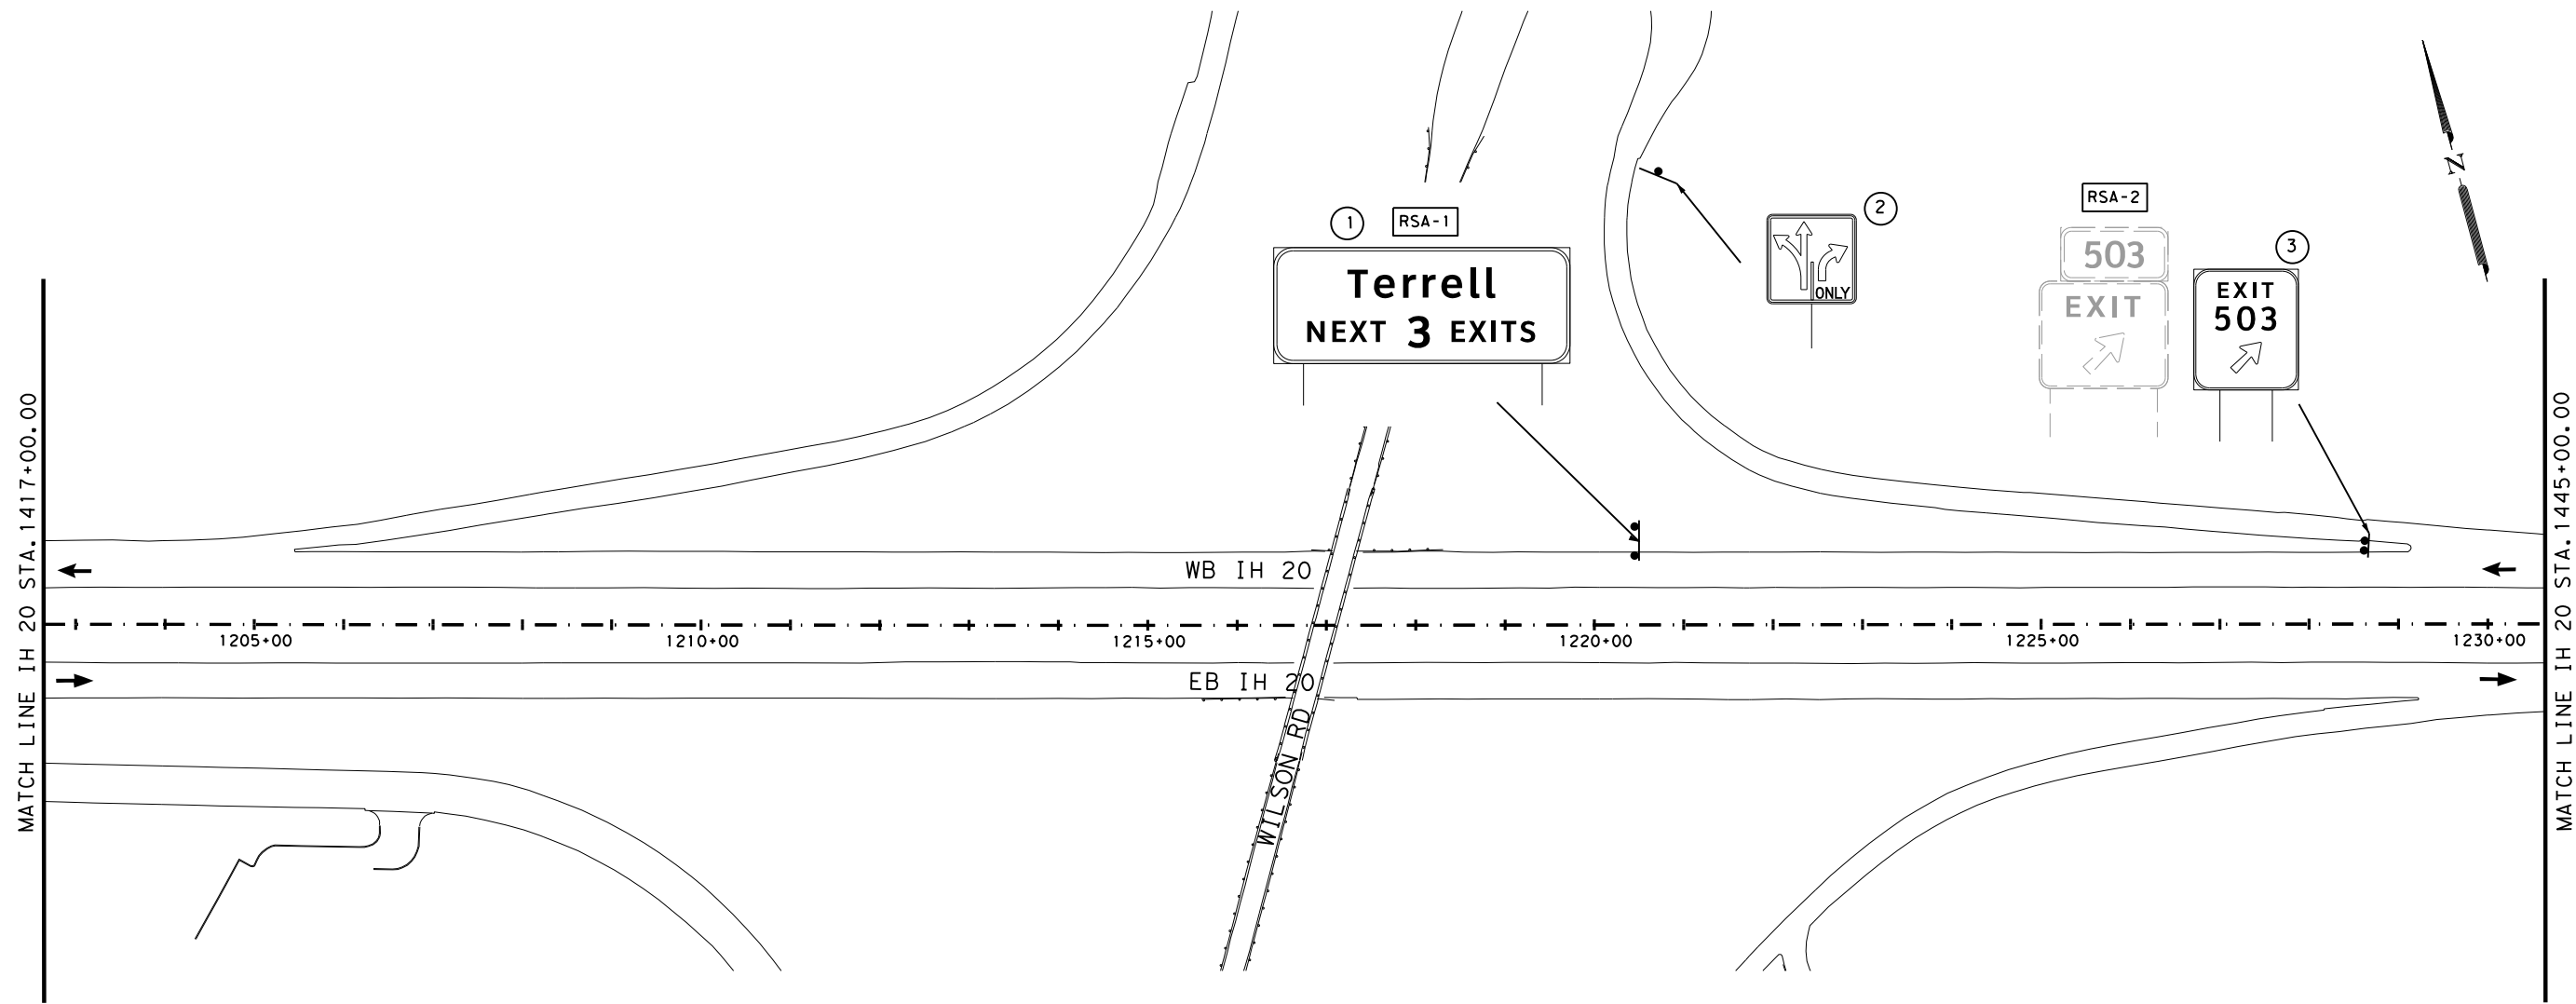 1
RSA-1
Terrell
NEXT 3 EXITS
2
ONLY
RSA-2
503
EXIT
3
EXIT
503
N
MATCH LINE IH 20 STA. 1417+00.00
MATCH LINE IH 20 STA. 1445+00.00
WB IH 20
1205+00
1210+00
1215+00
1220+00
1225+00
1230+00
EB IH 20
WILSON RD